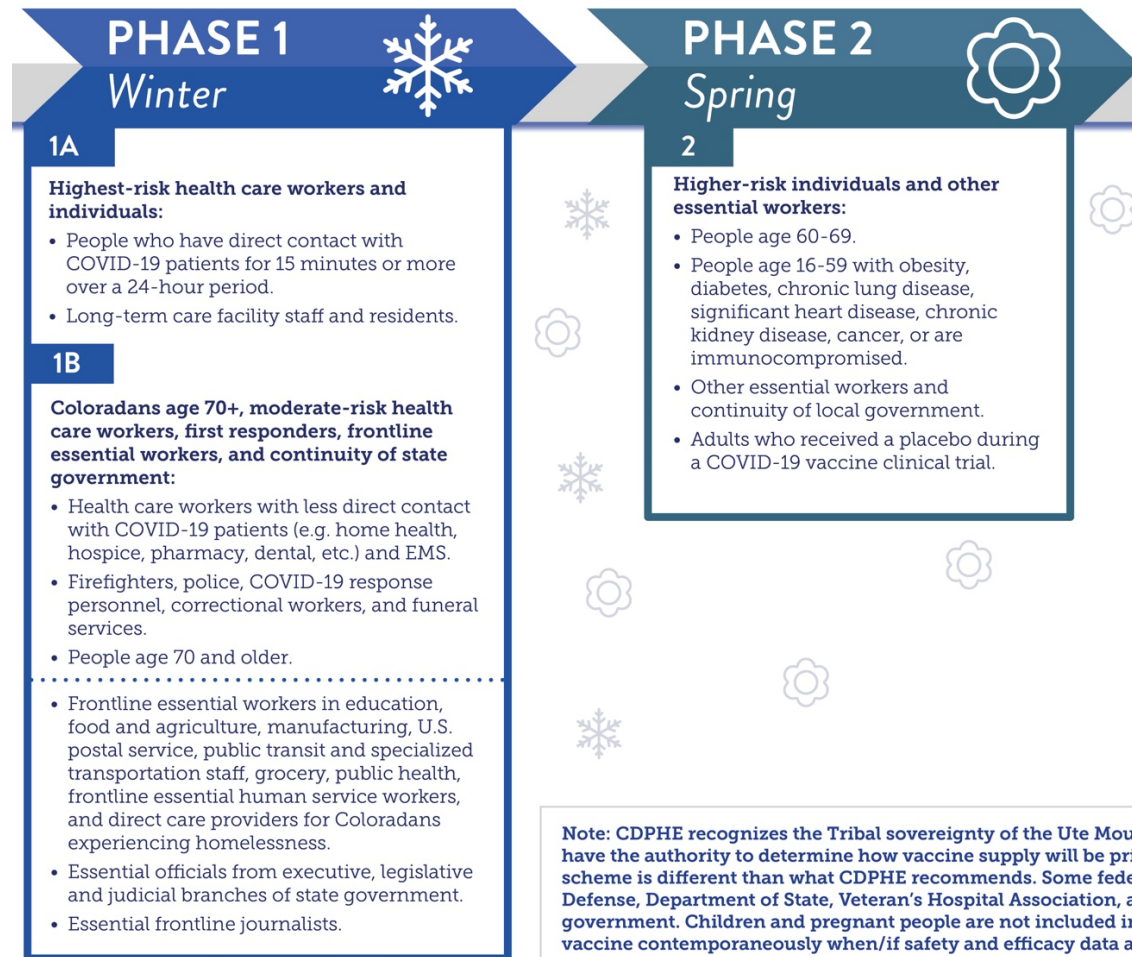 PHASE 1
Winter
1A
Highest-risk health care workers and
individuals:
• People who have direct contact with
COVID-19 patients for 15 minutes or more
over a 24-hour period.
• Long-term care facility staff and residents.
1B
Coloradans age 70+, moderate-risk health
care workers, first responders, frontline
essential workers, and continuity of state
government:
• Health care workers with less direct contact
with COVID-19 patients (e.g. home health,
hospice, pharmacy, dental, etc.) and EMS.
• Firefighters, police, COVID-19 response
personnel, correctional workers, and funeral
services.
• People age 70 and older.
• Frontline essential workers in education,
food and agriculture, manufacturing, U.S.
postal service, public transit and specialized
transportation staff, grocery, public health,
frontline essential human service workers,
and direct care providers for Coloradans
experiencing homelessness.
• Essential officials from executive, legislative
and judicial branches of state government.
• Essential frontline journalists.
PHASE 2
Spring
2
Higher-risk individuals and other
essential workers:
• People age 60-69.
• People age 16-59 with obesity,
diabetes, chronic lung disease,
significant heart disease, chronic
kidney disease, cancer, or are
immunocompromised.
• Other essential workers and
continuity of local government.
• Adults who received a placebo during
a COVID-19 vaccine clinical trial.
Note: CDPHE recognizes the Tribal sovereignty of the Ute
have the authority to determine how vaccine supply will be
scheme is different than what CDPHE recommends. Some
Defense, Department of State, Veteran's Hospital Association,
government. Children and pregnant people are not included
vaccine contemporaneously when/if safety and efficacy data